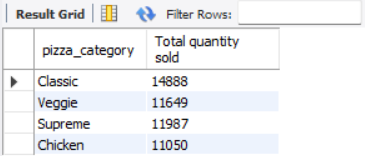 Result Grid Filter Rows:
pizza_category Total quantity sold
Classic 14888
Veggie 11649
Supreme 11987
Chicken 11050